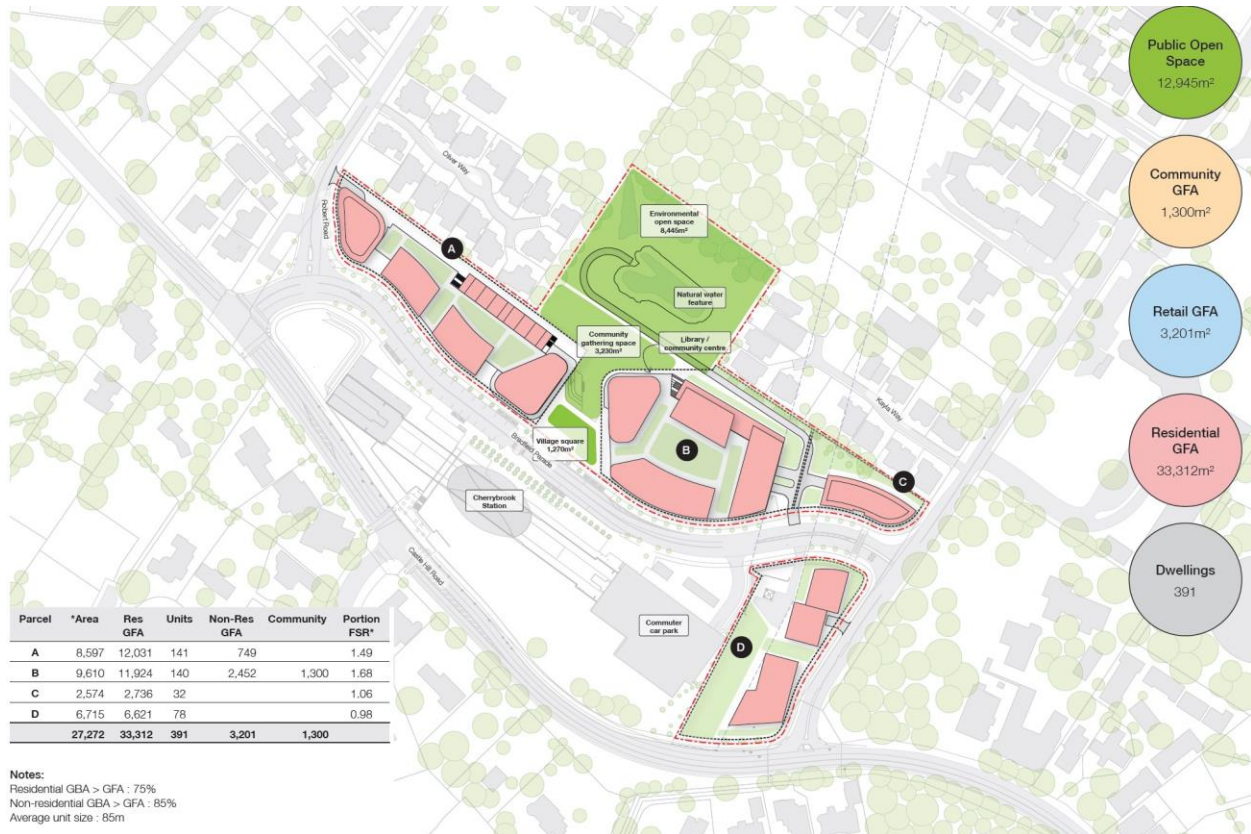 Public Open
Space
12,945m²
Community
GFA
1,300m²
Retail GFA
3,201m²
Residential
GFA
33,312m²
Dwellings
391
Oliver Way
Robert Road
A
Environmental
open space
8,445m²
Natural water
feature
Community
gathering space
3,230m²
Library /
community centre
Kayla Way
Village square
1,270m²
Bradfield Parade
B
C
Cherrybrook
Station
Castle Hill Road
Commuter
car park
D
Parcel *Area Res GFA Units Non-Res GFA Community Portion FSR*
A 8,597 12,031 141 749 1.49
B 9,610 11,924 140 2,452 1,300 1.68
C 2,574 2,736 32 1.06
D 6,715 6,621 78 0.98
27,272 33,312 391 3,201 1,300
Notes:
Residential GBA > GFA : 75%
Non-residential GBA > GFA : 85%
Average unit size : 85m